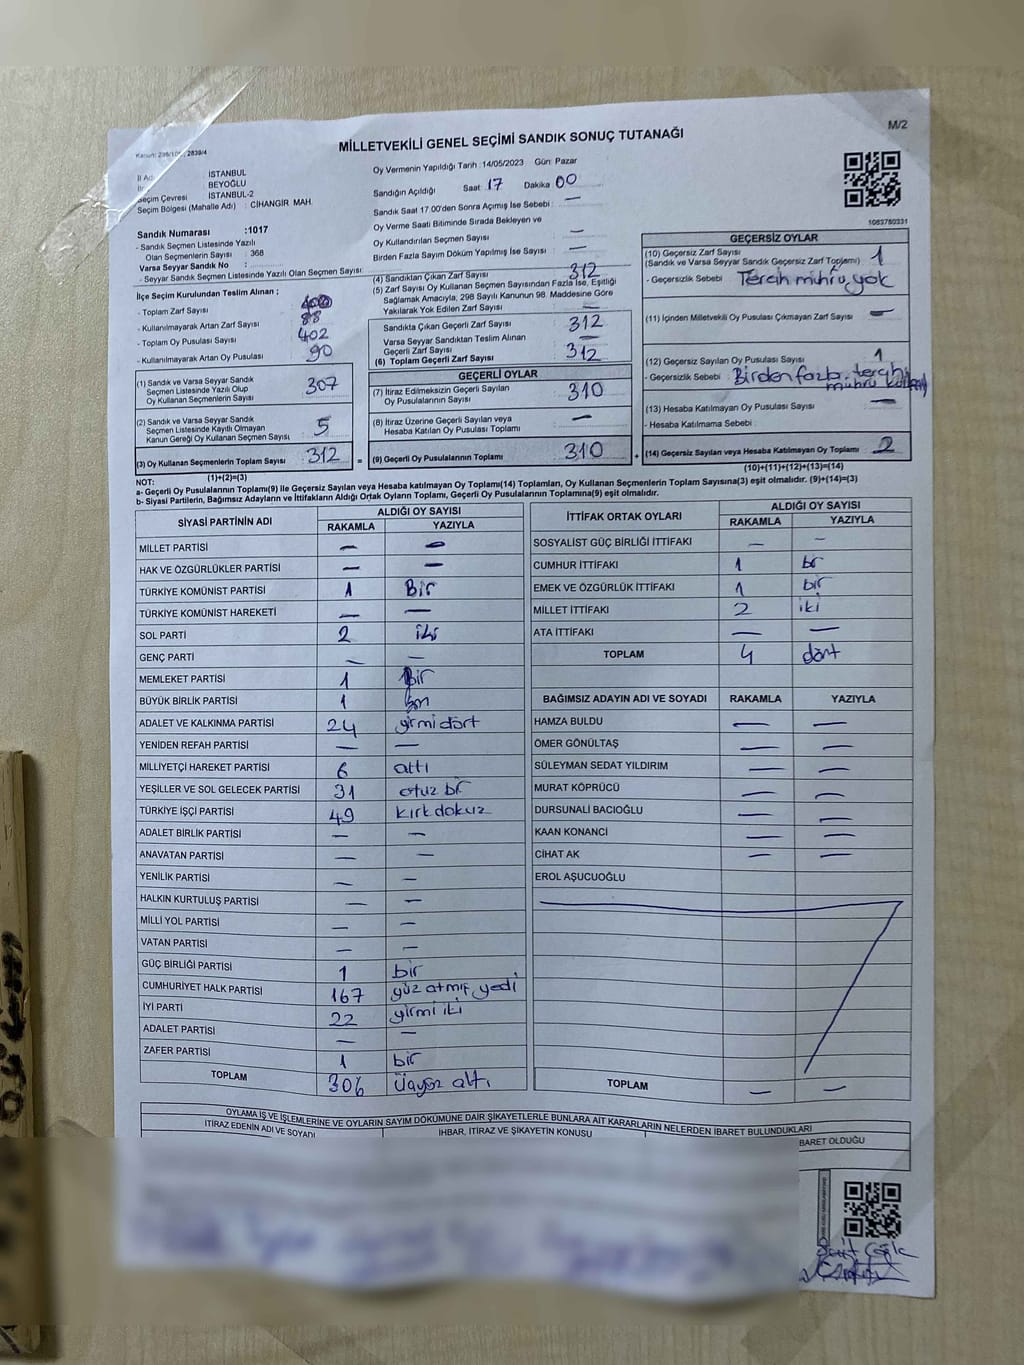 MİLLETVEKİLİ GENEL SEÇİMİ SANDIK SONUÇ TUTANAĞI
M/2
İSTANBUL
BEYOĞLU
Seçim Çevresi : İSTANBUL-2
Seçim Bölgesi (Mahalle Adı) : CİHANGİR MAH.
Oy Vermenin Yapıldığı Tarih : 14/05/2023 Gün: Pazar
Sandığın Açıldığı Saat 17 Dakika 00
Sandık Saat 17:00'den Sonra Açılmış İse Sebebi : —
Oy Verme Saati Bitiminde Sırada Bekleyen ve
Oy Kullandırılan Seçmen Sayısı —
Birden Fazla Sayım Döküm Yapılmış İse Sayısı —
1083780331
Sandık Numarası :1017
- Sandık Seçmen Listesinde Yazılı
Olan Seçmenlerin Sayısı : 368
Varsa Seyyar Sandık No :
- Seyyar Sandık Seçmen Listesinde Yazılı Olan Seçmen Sayısı:
İlçe Seçim Kurulundan Teslim Alınan ;
- Toplam Zarf Sayısı
- Kullanılmayarak Artan Zarf Sayısı 88
- Toplam Oy Pusulası Sayısı 402
- Kullanılmayarak Artan Oy Pusulası 90
(1) Sandık ve Varsa Seyyar Sandık
Seçmen Listesinde Yazılı Olup
Oy Kullanan Seçmenlerin Sayısı 307
(2) Sandık ve Varsa Seyyar Sandık
Seçmen Listesinde Kayıtlı Olmayan
Kanun Gereği Oy Kullanan Seçmen Sayısı 5
(3) Oy Kullanan Seçmenlerin Toplam Sayısı 312
(1)+(2)=(3)
(4) Sandıktan Çıkan Zarf Sayısı 312
(5) Zarf Sayısı Oy Kullanan Seçmen Sayısından Fazla İse, Eşitliği
Sağlamak Amacıyla; 298 Sayılı Kanunun 98. Maddesine Göre
Yakılarak Yok Edilen Zarf Sayısı —
Sandıkta Çıkan Geçerli Zarf Sayısı 312
Varsa Seyyar Sandıktan Teslim Alınan
Geçerli Zarf Sayısı —
(6) Toplam Geçerli Zarf Sayısı 312
GEÇERLİ OYLAR
(7) İtiraz Edilmeksizin Geçerli Sayılan
Oy Pusulalarının Sayısı 310
(8) İtiraz Üzerine Geçerli Sayılan veya
Hesaba Katılan Oy Pusulası Toplamı —
(9) Geçerli Oy Pusulalarının Toplamı 310
GEÇERSİZ OYLAR
(10) Geçersiz Zarf Sayısı 1
(Sandık ve Varsa Seyyar Sandık Geçersiz Zarf Toplamı)
- Geçersizlik Sebebi Tercih mührü yok
(11) İçinden Milletvekili Oy Pusulası Çıkmayan Zarf Sayısı —
(12) Geçersiz Sayılan Oy Pusulası Sayısı 1
- Geçersizlik Sebebi Birden fazla tercih
mührü
(13) Hesaba Katılmayan Oy Pusulası Sayısı —
- Hesaba Katılmama Sebebi
(14) Geçersiz Sayılan veya Hesaba Katılmayan Oy Toplamı 2
(10)+(11)+(12)+(13)=(14)
NOT:
a- Geçerli Oy Pusulalarının Toplamı(9) ile Geçersiz Sayılan veya Hesaba katılmayan Oy Toplamı(14) Toplamları, Oy Kullanan Seçmenlerin Toplam Sayısına(3) eşit olmalıdır. (9)+(14)=(3)
b- Siyasi Partilerin, Bağımsız Adayların ve İttifakların Aldığı Ortak Oyların Toplamı, Geçerli Oy Pusulalarının Toplamına(9) eşit olmalıdır.
SİYASİ PARTİNİN ADI ALDIĞI OY SAYISI
RAKAMLA YAZIYLA
MİLLET PARTİSİ — —
HAK VE ÖZGÜRLÜKLER PARTİSİ — —
TÜRKİYE KOMÜNİST PARTİSİ 1 Bir
TÜRKİYE KOMÜNİST HAREKETİ — —
SOL PARTİ 2 iki
GENÇ PARTİ — —
MEMLEKET PARTİSİ 1 Bir
BÜYÜK BİRLİK PARTİSİ 1
ADALET VE KALKINMA PARTİSİ 24 yirmi dört
YENİDEN REFAH PARTİSİ — —
MİLLİYETÇİ HAREKET PARTİSİ 6 altı
YEŞİLLER VE SOL GELECEK PARTİSİ 31 otuz bir
TÜRKİYE İŞÇİ PARTİSİ 49 kırk dokuz
ADALET BİRLİK PARTİSİ — —
ANAVATAN PARTİSİ — —
YENİLİK PARTİSİ — —
HALKIN KURTULUŞ PARTİSİ — —
MİLLİ YOL PARTİSİ — —
VATAN PARTİSİ — —
GÜÇ BİRLİĞİ PARTİSİ 1 bir
CUMHURİYET HALK PARTİSİ 167 yüz atmış yedi
İYİ PARTİ 22 yirmi iki
ADALET PARTİSİ — —
ZAFER PARTİSİ 1 bir
TOPLAM 306 Üçyüz altı
İTTİFAK ORTAK OYLARI ALDIĞI OY SAYISI
RAKAMLA YAZIYLA
SOSYALİST GÜÇ BİRLİĞİ İTTİFAKI — —
CUMHUR İTTİFAKI 1 bir
EMEK VE ÖZGÜRLÜK İTTİFAKI 1 bir
MİLLET İTTİFAKI 2 iki
ATA İTTİFAKI — —
TOPLAM 4 dört
BAĞIMSIZ ADAYIN ADI VE SOYADI RAKAMLA YAZIYLA
HAMZA BULDU — —
ÖMER GÖNÜLTAŞ — —
SÜLEYMAN SEDAT YILDIRIM — —
MURAT KÖPRÜCÜ — —
DURSUNALİ BACIOĞLU — —
KAAN KONANCİ — —
CİHAT AK — —
EROL AŞUCUOĞLU
TOPLAM — —
OYLAMA İŞ VE İŞLEMLERİNE VE OYLARIN SAYIM DÖKÜMÜNE DAİR ŞİKAYETLERLE BUNLARA AİT KARARLARIN NELERDEN İBARET BULUNDUKLARI
İTİRAZ EDENİN ADI VE SOYADI İHBAR, İTİRAZ VE ŞİKAYETİN KONUSU BARET OLDUĞU